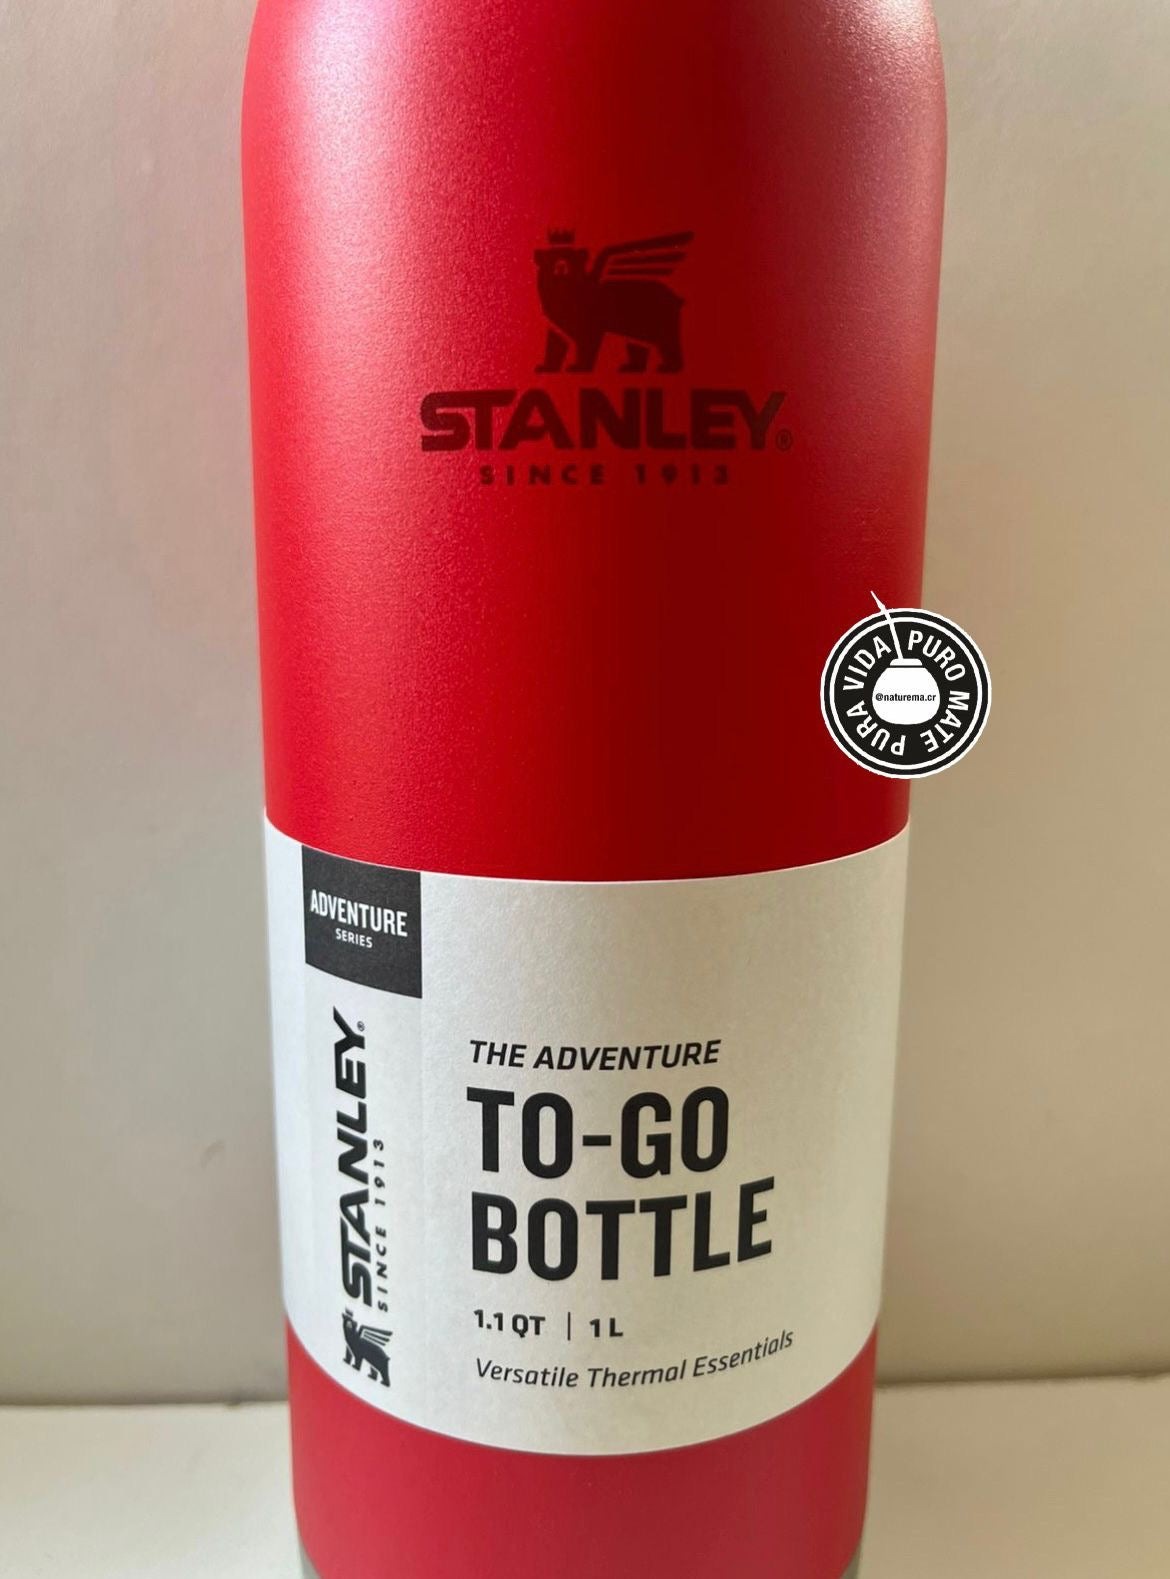 STANLEY®
SINCE 1913
VIDA PURO MATE PURA
@naturema.cr
ADVENTURE
SERIES
STANLEY®
SINCE 1913
THE ADVENTURE
TO-GO
BOTTLE
1.1 QT | 1 L
Versatile Thermal Essentials